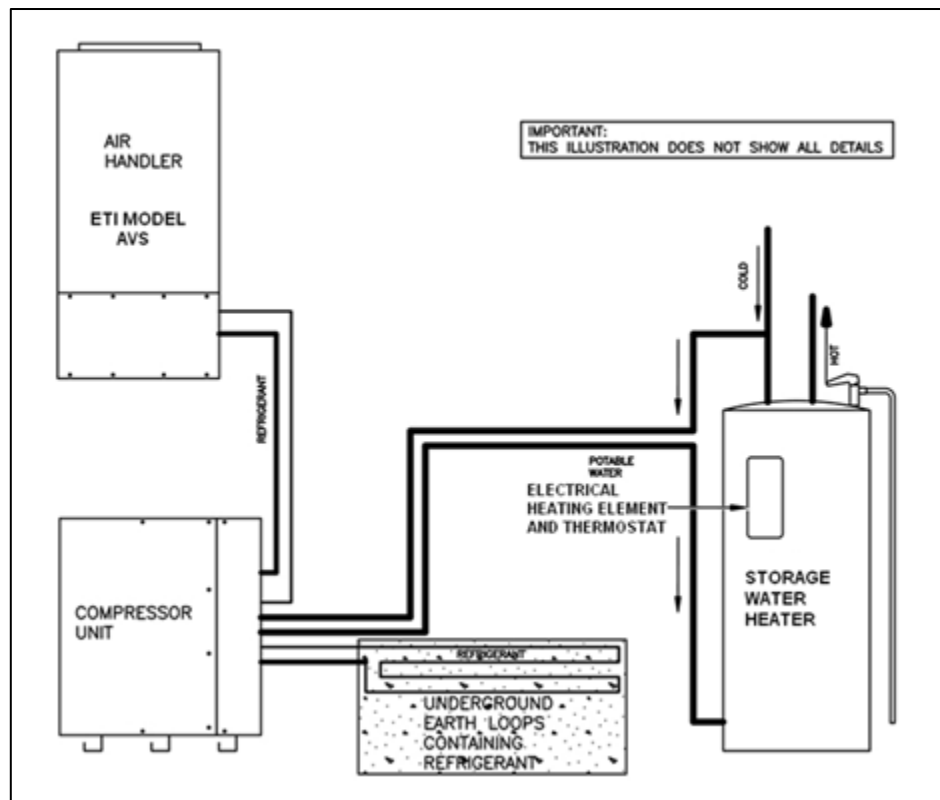 AIR
HANDLER
ETI MODEL
AVS
IMPORTANT:
THIS ILLUSTRATION DOES NOT SHOW ALL DETAILS
COLD
HOT
REFRIGERANT
POTABLE
WATER
ELECTRICAL
HEATING ELEMENT
AND THERMOSTAT
STORAGE
WATER
HEATER
COMPRESSOR
UNIT
REFRIGERANT
UNDERGROUND
EARTH LOOPS
CONTAINING
REFRIGERANT